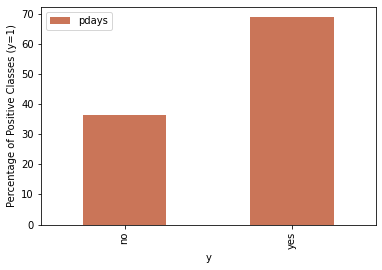 Percentage of Positive Classes (y=1)
70
60
50
40
30
20
10
0
pdays
no
yes
y